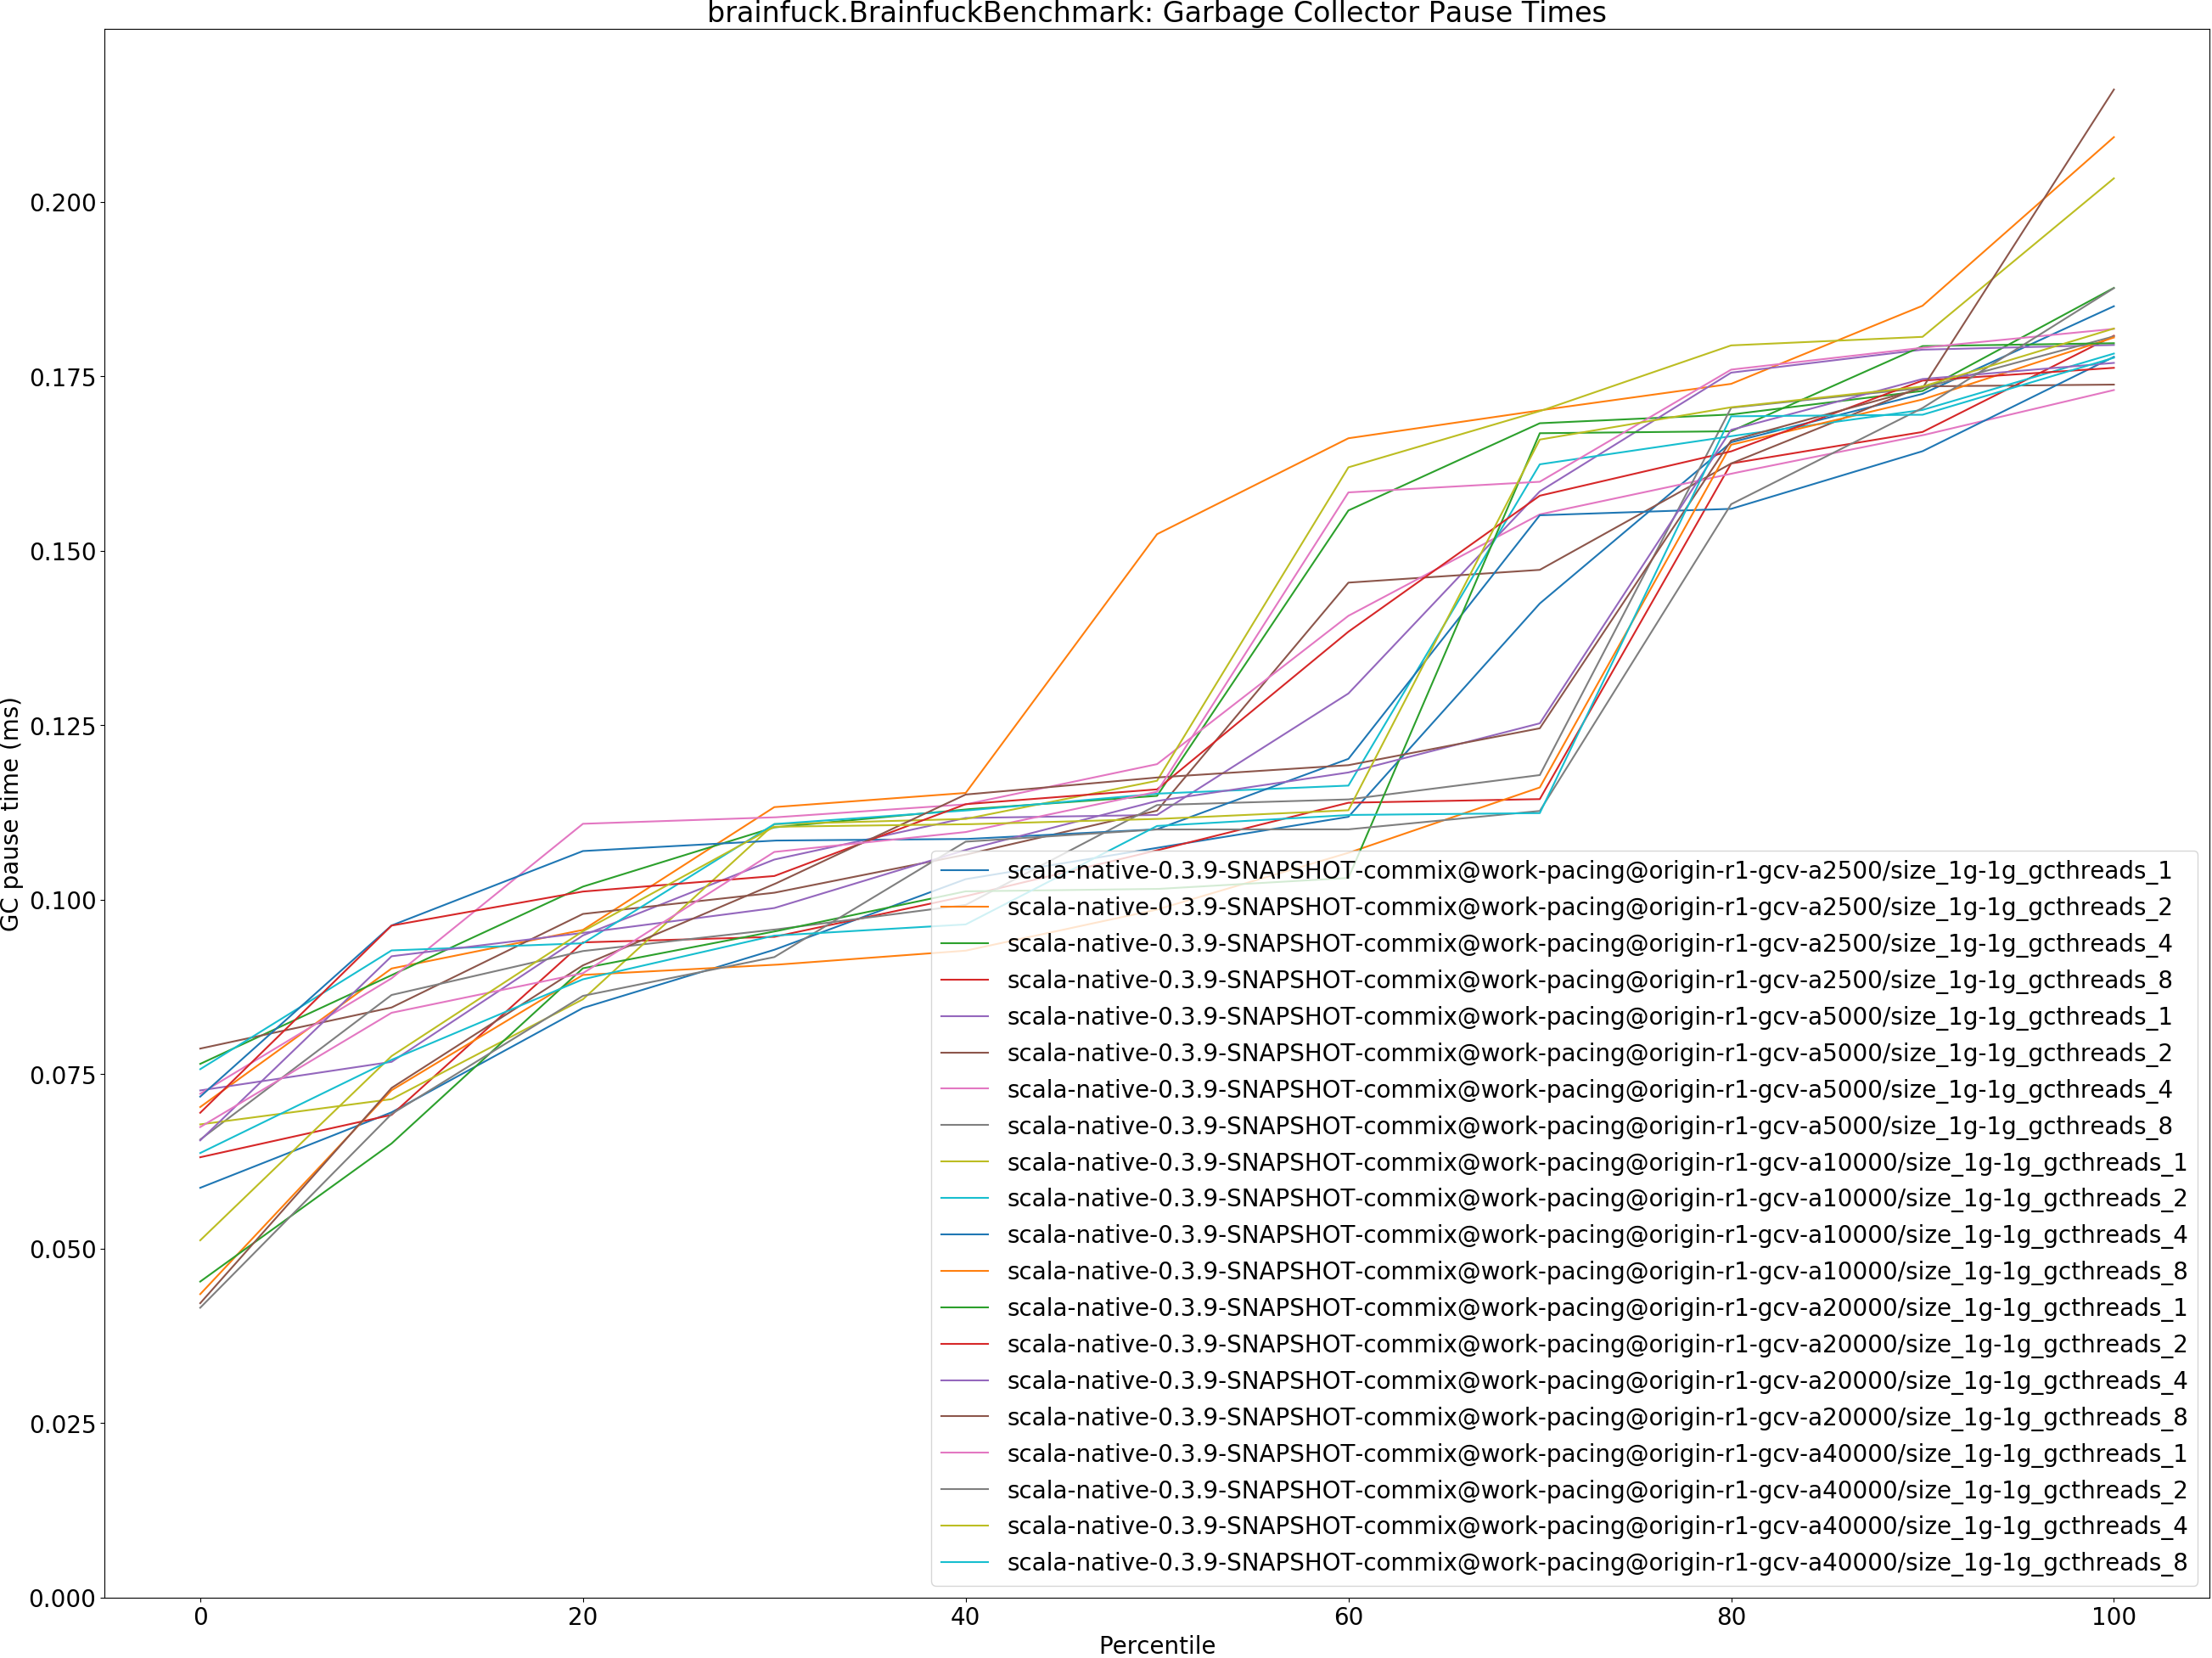 brainfuck.BrainfuckBenchmark: Garbage Collector Pause Times
GC pause time (ms)
0.200
0.175
0.150
0.125
0.100
0.075
0.050
0.025
0.000
scala-native-0.3.9-SNAPSHOT-commix@work-pacing@origin-r1-gcv-a2500/size_1g-1g_gcthreads_1
scala-native-0.3.9-SNAPSHOT-commix@work-pacing@origin-r1-gcv-a2500/size_1g-1g_gcthreads_2
scala-native-0.3.9-SNAPSHOT-commix@work-pacing@origin-r1-gcv-a2500/size_1g-1g_gcthreads_4
scala-native-0.3.9-SNAPSHOT-commix@work-pacing@origin-r1-gcv-a2500/size_1g-1g_gcthreads_8
scala-native-0.3.9-SNAPSHOT-commix@work-pacing@origin-r1-gcv-a5000/size_1g-1g_gcthreads_1
scala-native-0.3.9-SNAPSHOT-commix@work-pacing@origin-r1-gcv-a5000/size_1g-1g_gcthreads_2
scala-native-0.3.9-SNAPSHOT-commix@work-pacing@origin-r1-gcv-a5000/size_1g-1g_gcthreads_4
scala-native-0.3.9-SNAPSHOT-commix@work-pacing@origin-r1-gcv-a5000/size_1g-1g_gcthreads_8
scala-native-0.3.9-SNAPSHOT-commix@work-pacing@origin-r1-gcv-a10000/size_1g-1g_gcthreads_1
scala-native-0.3.9-SNAPSHOT-commix@work-pacing@origin-r1-gcv-a10000/size_1g-1g_gcthreads_2
scala-native-0.3.9-SNAPSHOT-commix@work-pacing@origin-r1-gcv-a10000/size_1g-1g_gcthreads_4
scala-native-0.3.9-SNAPSHOT-commix@work-pacing@origin-r1-gcv-a10000/size_1g-1g_gcthreads_8
scala-native-0.3.9-SNAPSHOT-commix@work-pacing@origin-r1-gcv-a20000/size_1g-1g_gcthreads_1
scala-native-0.3.9-SNAPSHOT-commix@work-pacing@origin-r1-gcv-a20000/size_1g-1g_gcthreads_2
scala-native-0.3.9-SNAPSHOT-commix@work-pacing@origin-r1-gcv-a20000/size_1g-1g_gcthreads_4
scala-native-0.3.9-SNAPSHOT-commix@work-pacing@origin-r1-gcv-a20000/size_1g-1g_gcthreads_8
scala-native-0.3.9-SNAPSHOT-commix@work-pacing@origin-r1-gcv-a40000/size_1g-1g_gcthreads_1
scala-native-0.3.9-SNAPSHOT-commix@work-pacing@origin-r1-gcv-a40000/size_1g-1g_gcthreads_2
scala-native-0.3.9-SNAPSHOT-commix@work-pacing@origin-r1-gcv-a40000/size_1g-1g_gcthreads_4
scala-native-0.3.9-SNAPSHOT-commix@work-pacing@origin-r1-gcv-a40000/size_1g-1g_gcthreads_8
0 20 40 60 80 100
Percentile